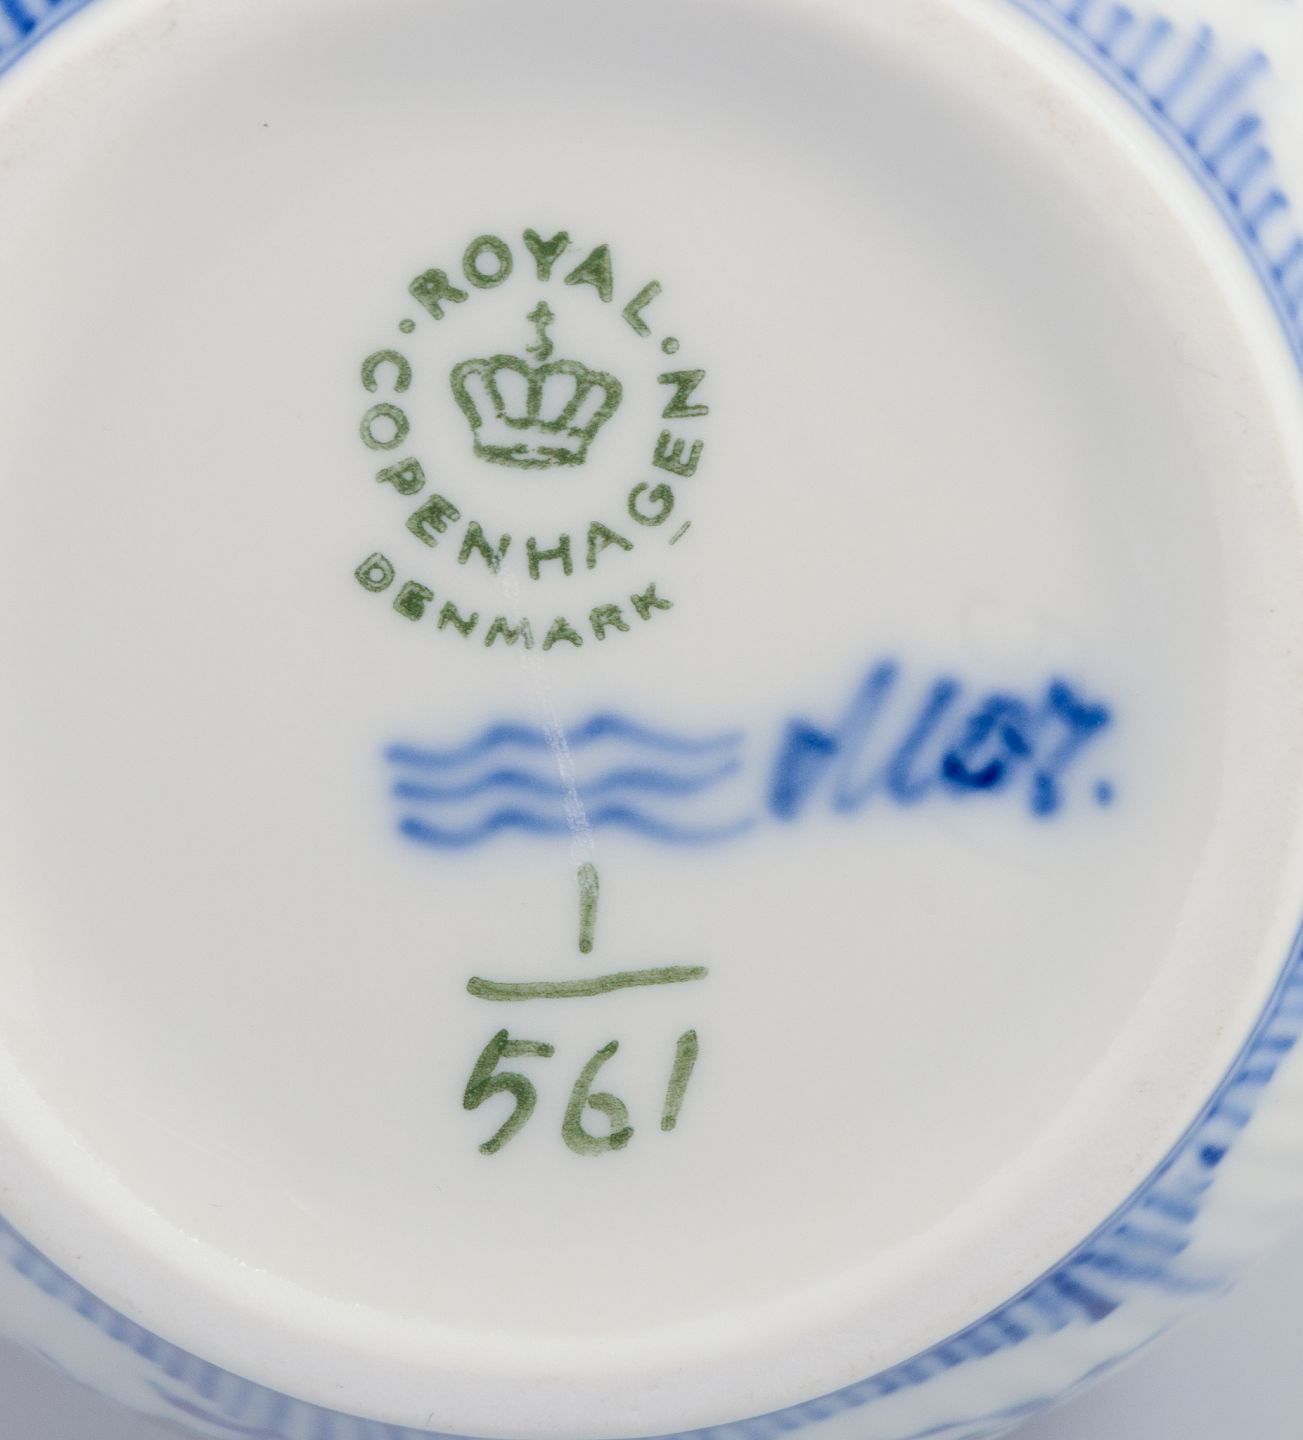 · ROYAL ·
COPENHAGEN
DENMARK
1
561